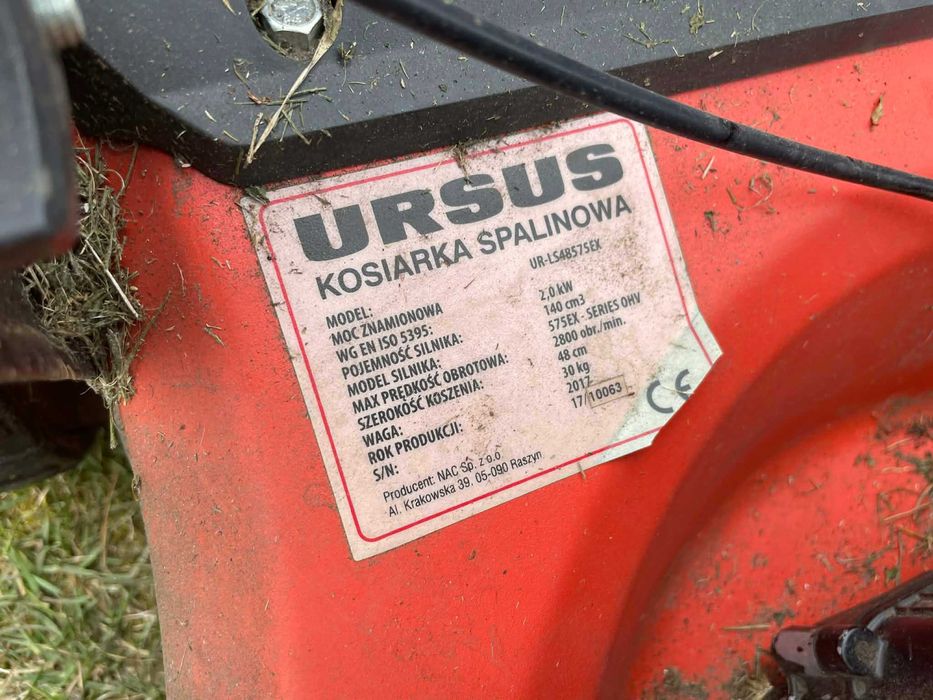 URSUS
KOSIARKA SPALINOWA
MODEL: UR-LS48575EX
MOC ZNAMIONOWA
WG EN ISO 5395: 2,0 kW
POJEMNOŚĆ SILNIKA: 140 cm3
MODEL SILNIKA: 575EX - SERIES OHV
MAX PRĘDKOŚĆ OBROTOWA: 2800 obr./min.
SZEROKOŚĆ KOSZENIA: 48 cm
WAGA: 30 kg
ROK PRODUKCJI: 2017
S/N: 17/10063
CE
Producent: NAC Sp. z o.o
Al. Krakowska 39, 05-090 Raszyn